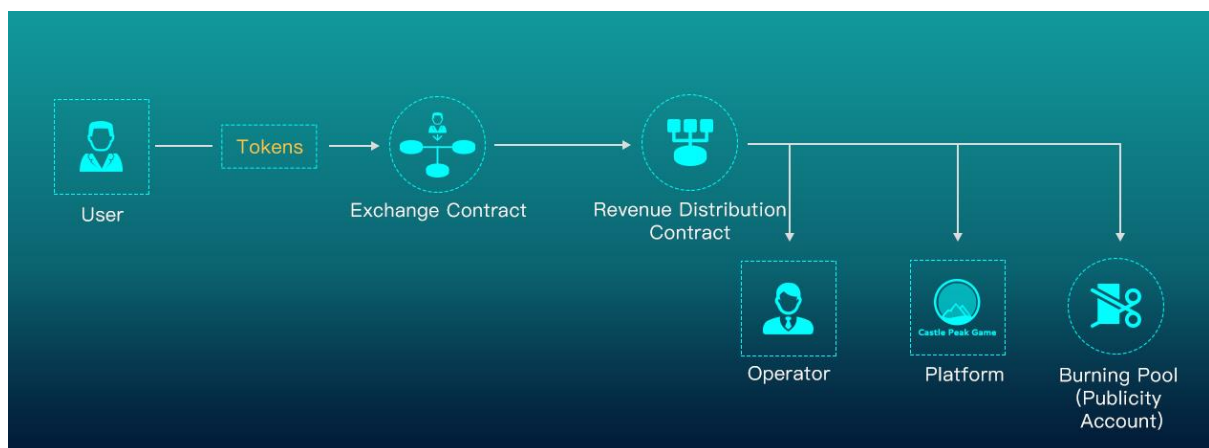 Tokens
User
Exchange Contract
Revenue Distribution
Contract
Castle Peak Game
Operator
Platform
Burning Pool
(Publicity
Account)